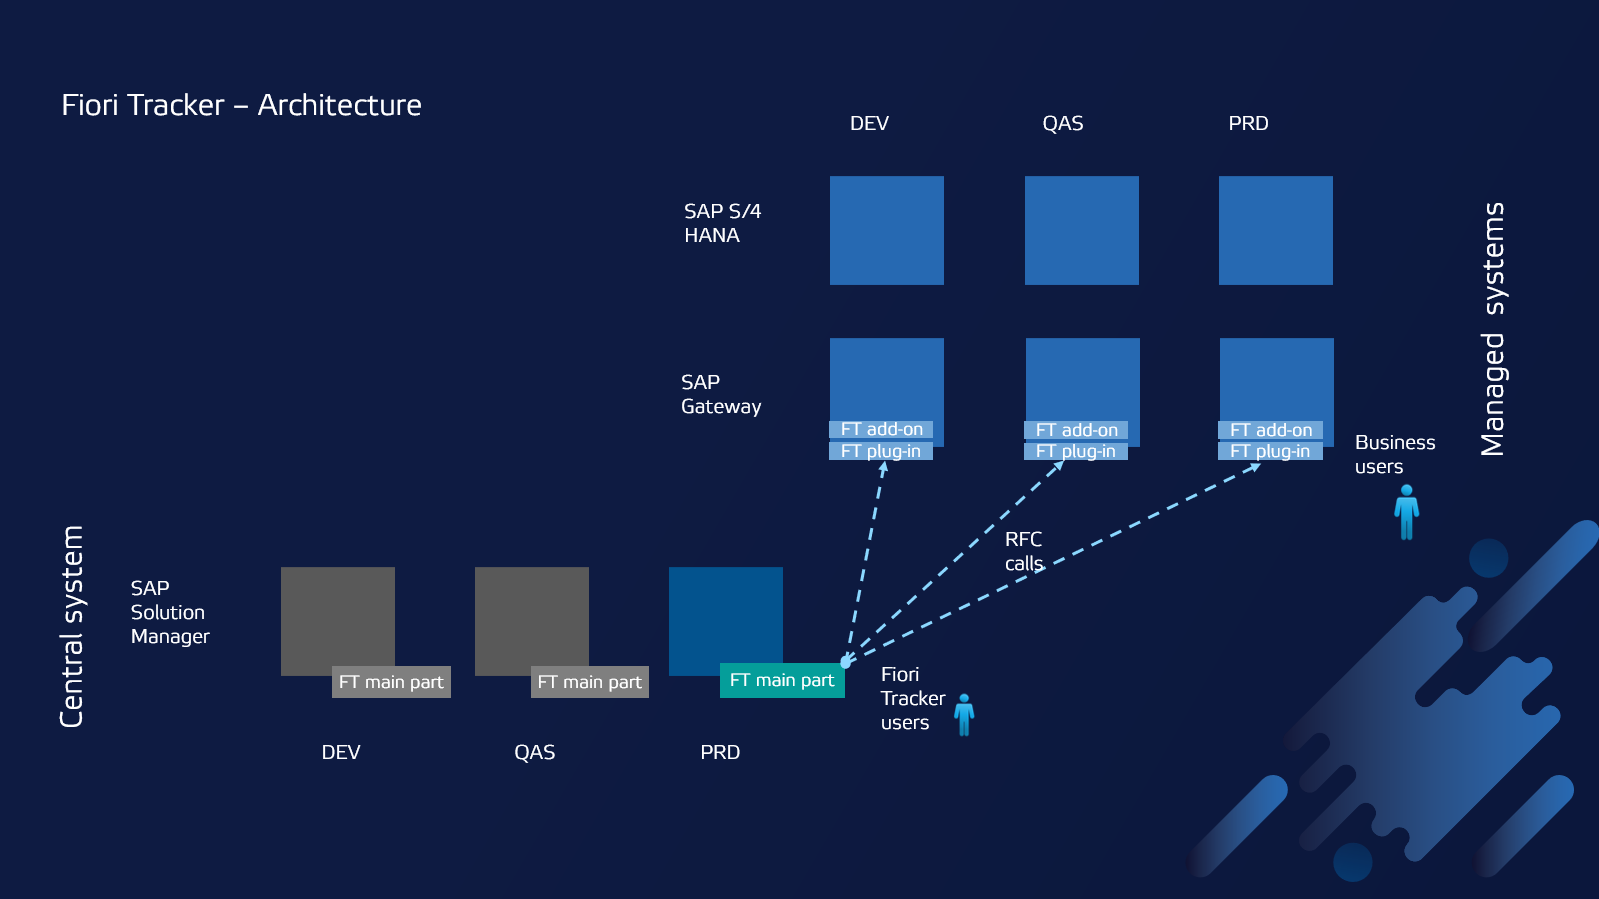 Fiori Tracker – Architecture
DEV
QAS
PRD
SAP S/4
HANA
Managed systems
SAP
Gateway
FT add-on
FT plug-in
FT add-on
FT plug-in
FT add-on
FT plug-in
Business
users
RFC
calls
Central system
SAP
Solution
Manager
FT main part
FT main part
FT main part
Fiori
Tracker
users
DEV
QAS
PRD